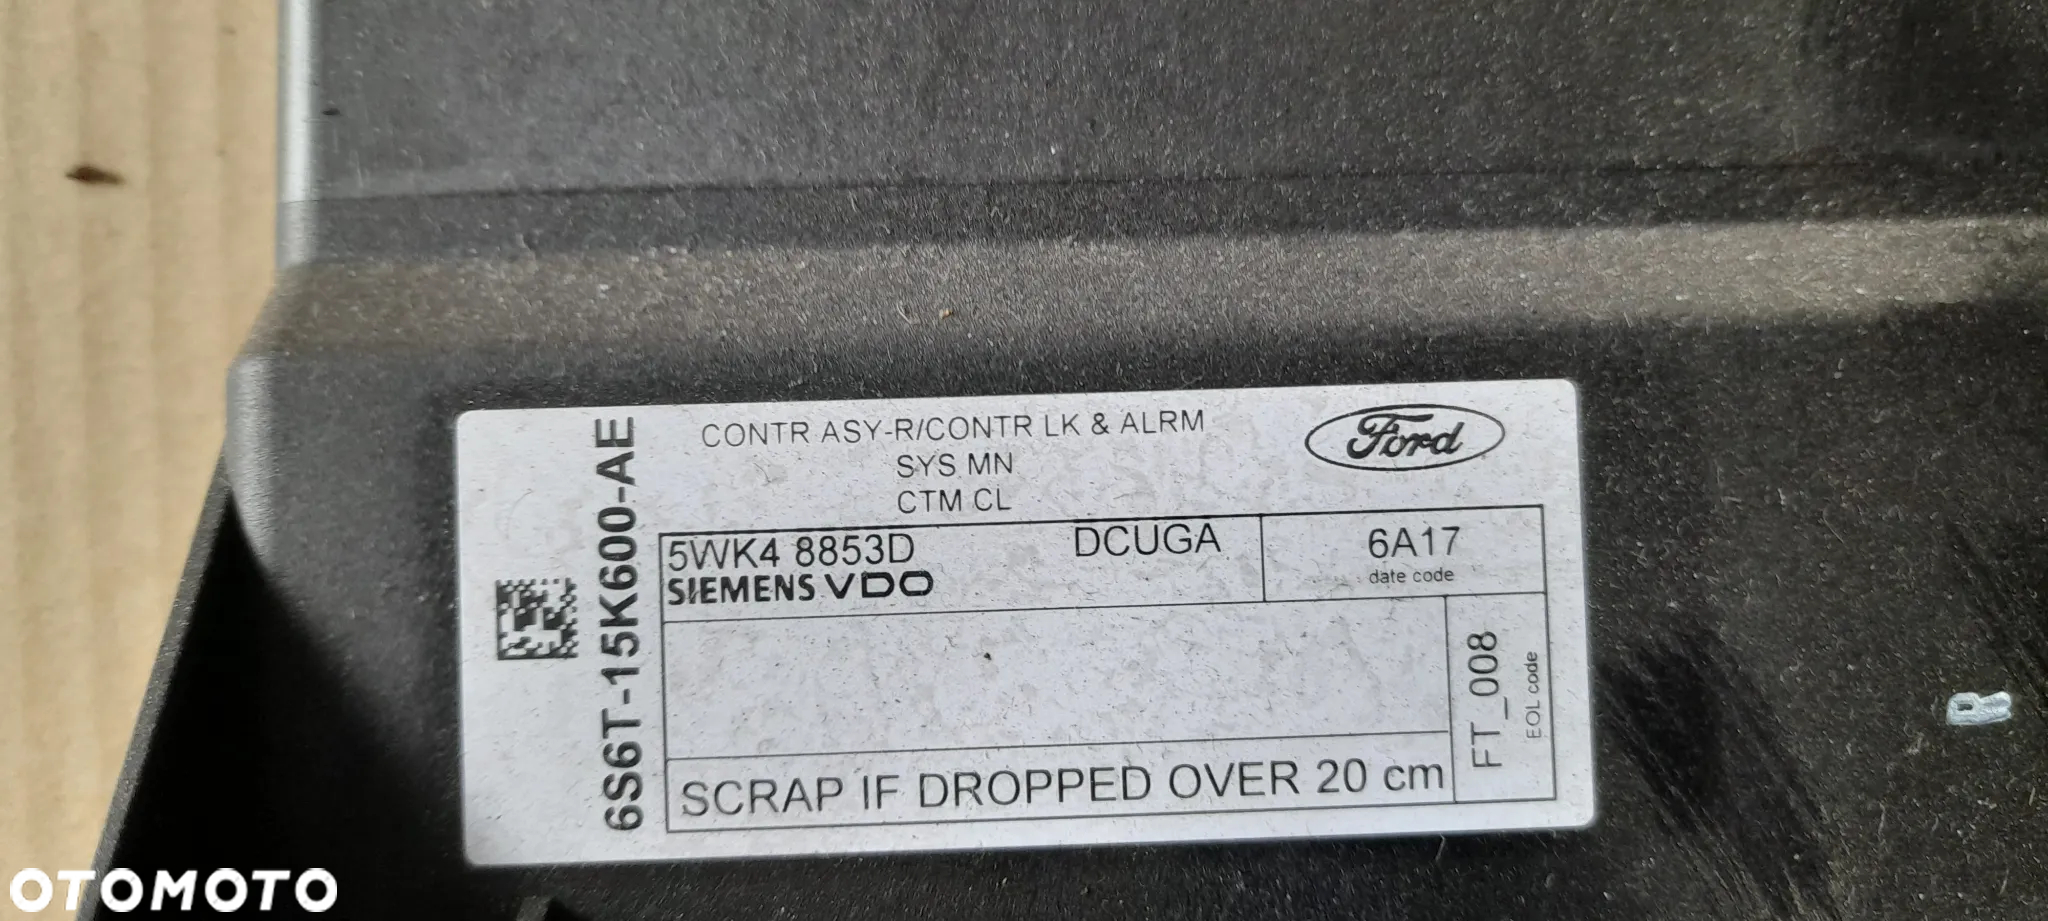 CONTR ASY-R/CONTR LK & ALRM
SYS MN
CTM CL
Ford
6S6T-15K600-AE
5WK4 8853D
DCUGA
SIEMENS VDO
6A17
date code
FT_008
EOL code
SCRAP IF DROPPED OVER 20 cm
B
OTOMOTO